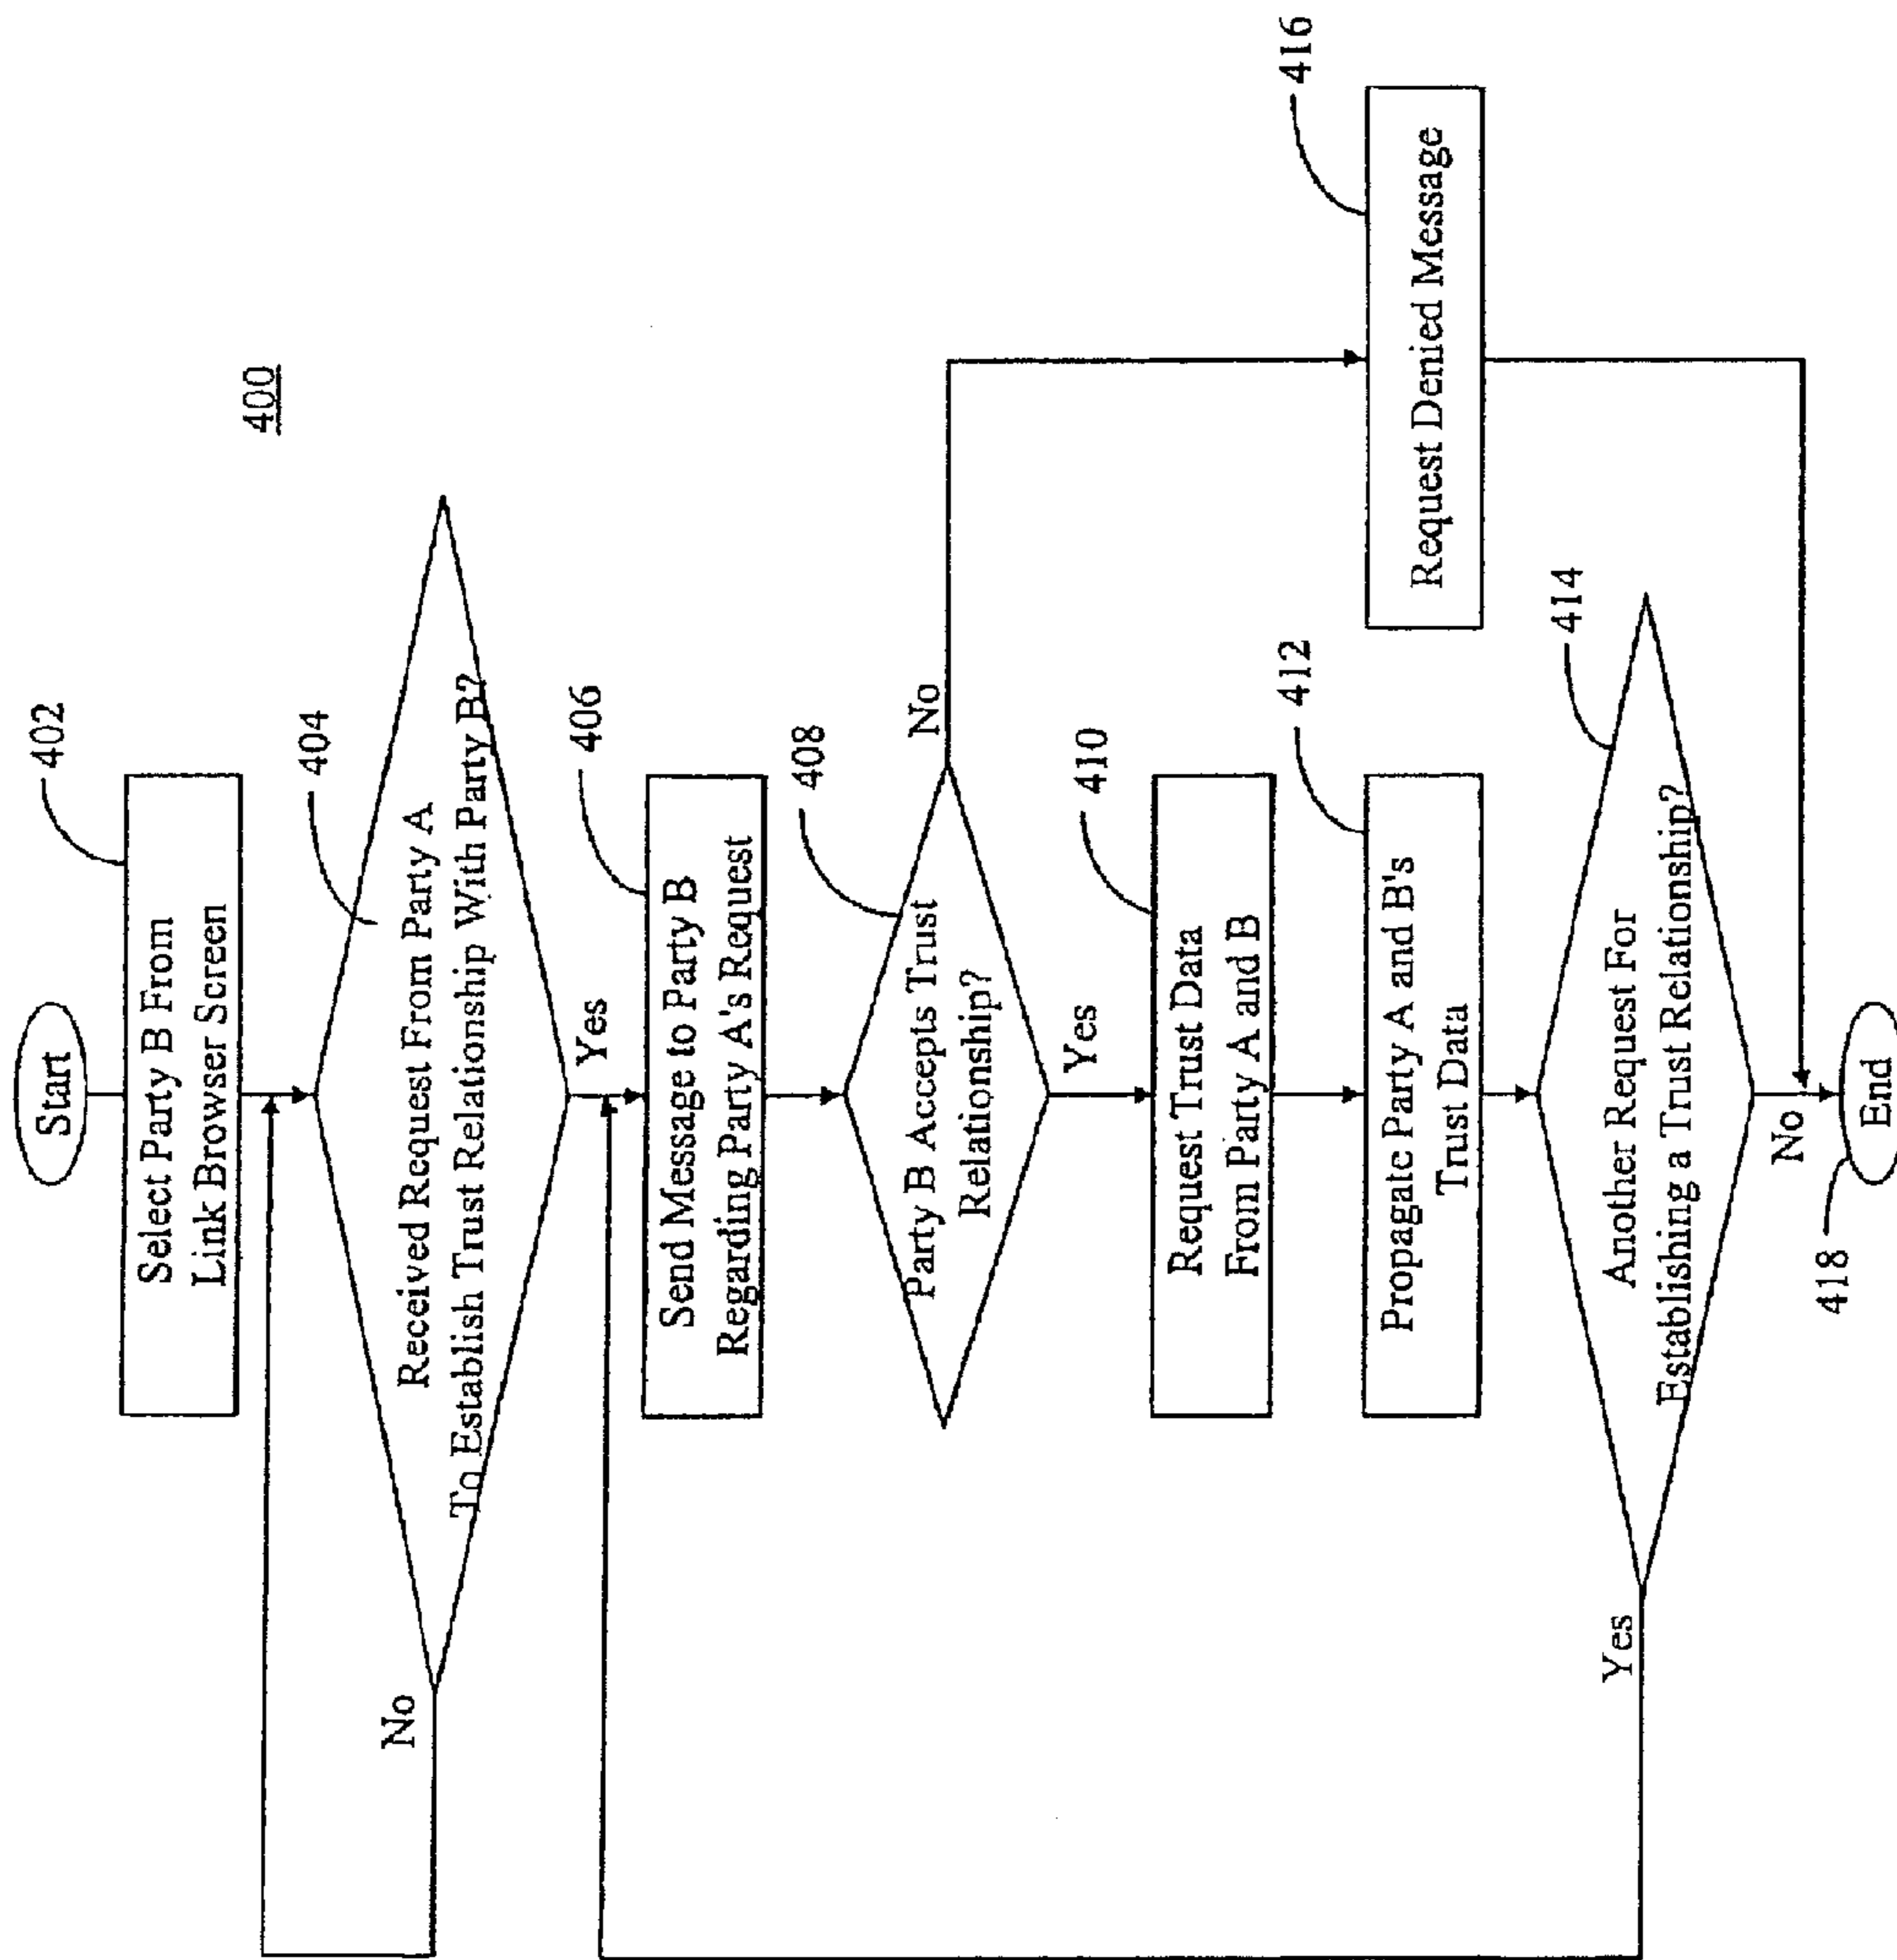 400
Start
Select Party B From
Link Browser Screen
402
Received Request From Party A
To Establish Trust Relationship With Party B?
404
No
Yes
Send Message to Party B
Regarding Party A's Request
406
Party B Accepts Trust
Relationship?
408
No
Yes
Request Trust Data
From Party A and B
410
Propagate Party A and B's
Trust Data
412
Request Denied Message
416
Another Request For
Establishing a Trust Relationship?
414
Yes
No
End
418